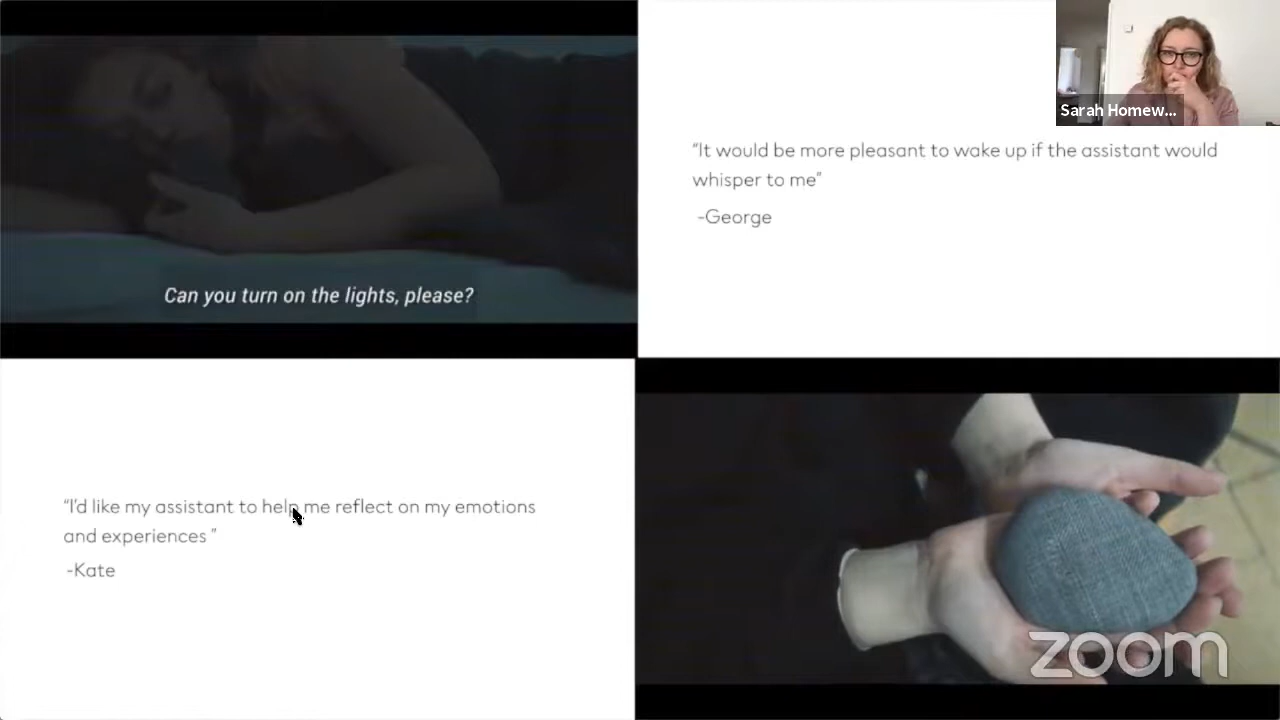 Sarah Homew...
Can you turn on the lights, please?
“It would be more pleasant to wake up if the assistant would
whisper to me”
-George
“I’d like my assistant to help me reflect on my emotions
and experiences ”
-Kate
zoom